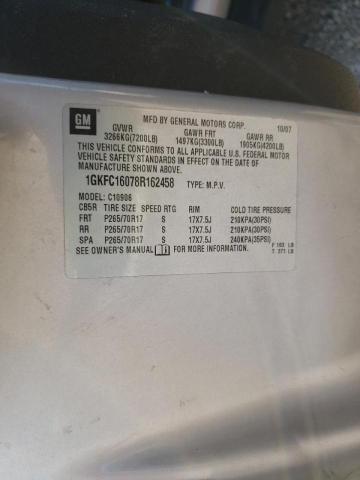 GM
MFD BY GENERAL MOTORS CORP. 10/07
GVWR GAWR FRT GAWR RR
3266KG(7200LB) 1497KG(3300LB) 1905KG(4200LB)
THIS VEHICLE CONFORMS TO ALL APPLICABLE U.S. FEDERAL MOTOR
VEHICLE SAFETY STANDARDS IN EFFECT ON THE DATE OF
MANUFACTURE SHOWN ABOVE.
1GKFC16078R162458 TYPE: M.P.V.
MODEL: C10906
CB5R TIRE SIZE SPEED RTG RIM COLD TIRE PRESSURE
FRT P265/70R17 S 17X7.5J 210KPA(30PSI)
RR P265/70R17 S 17X7.5J 210KPA(30PSI)
SPA P265/70R17 S 17X7.5J 240KPA(35PSI)
SEE OWNER'S MANUAL FOR MORE INFORMATION.
F 103 LB
T 271 LB